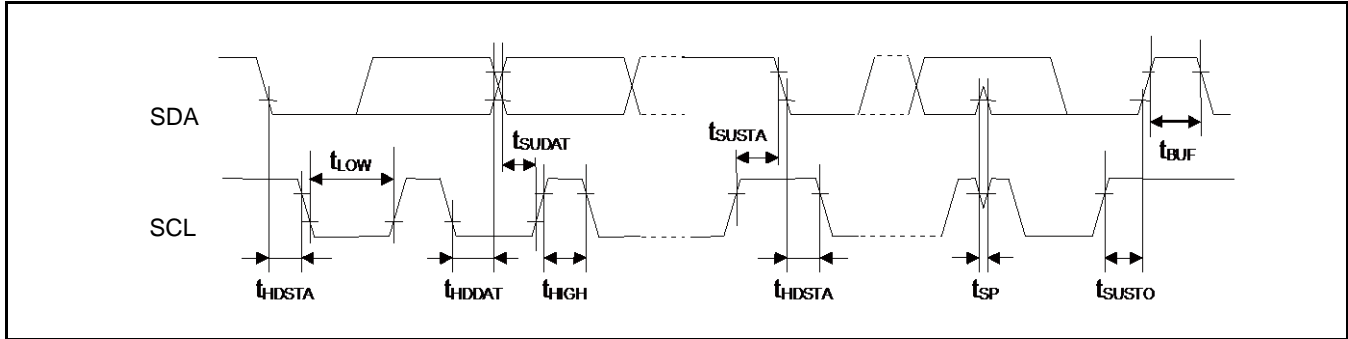 SDA
tSUDAT
tSUSTA
tBUF
tLOW
SCL
tHDSTA
tHDDAT
tHIGH
tHDSTA
tSP
tSUSTO